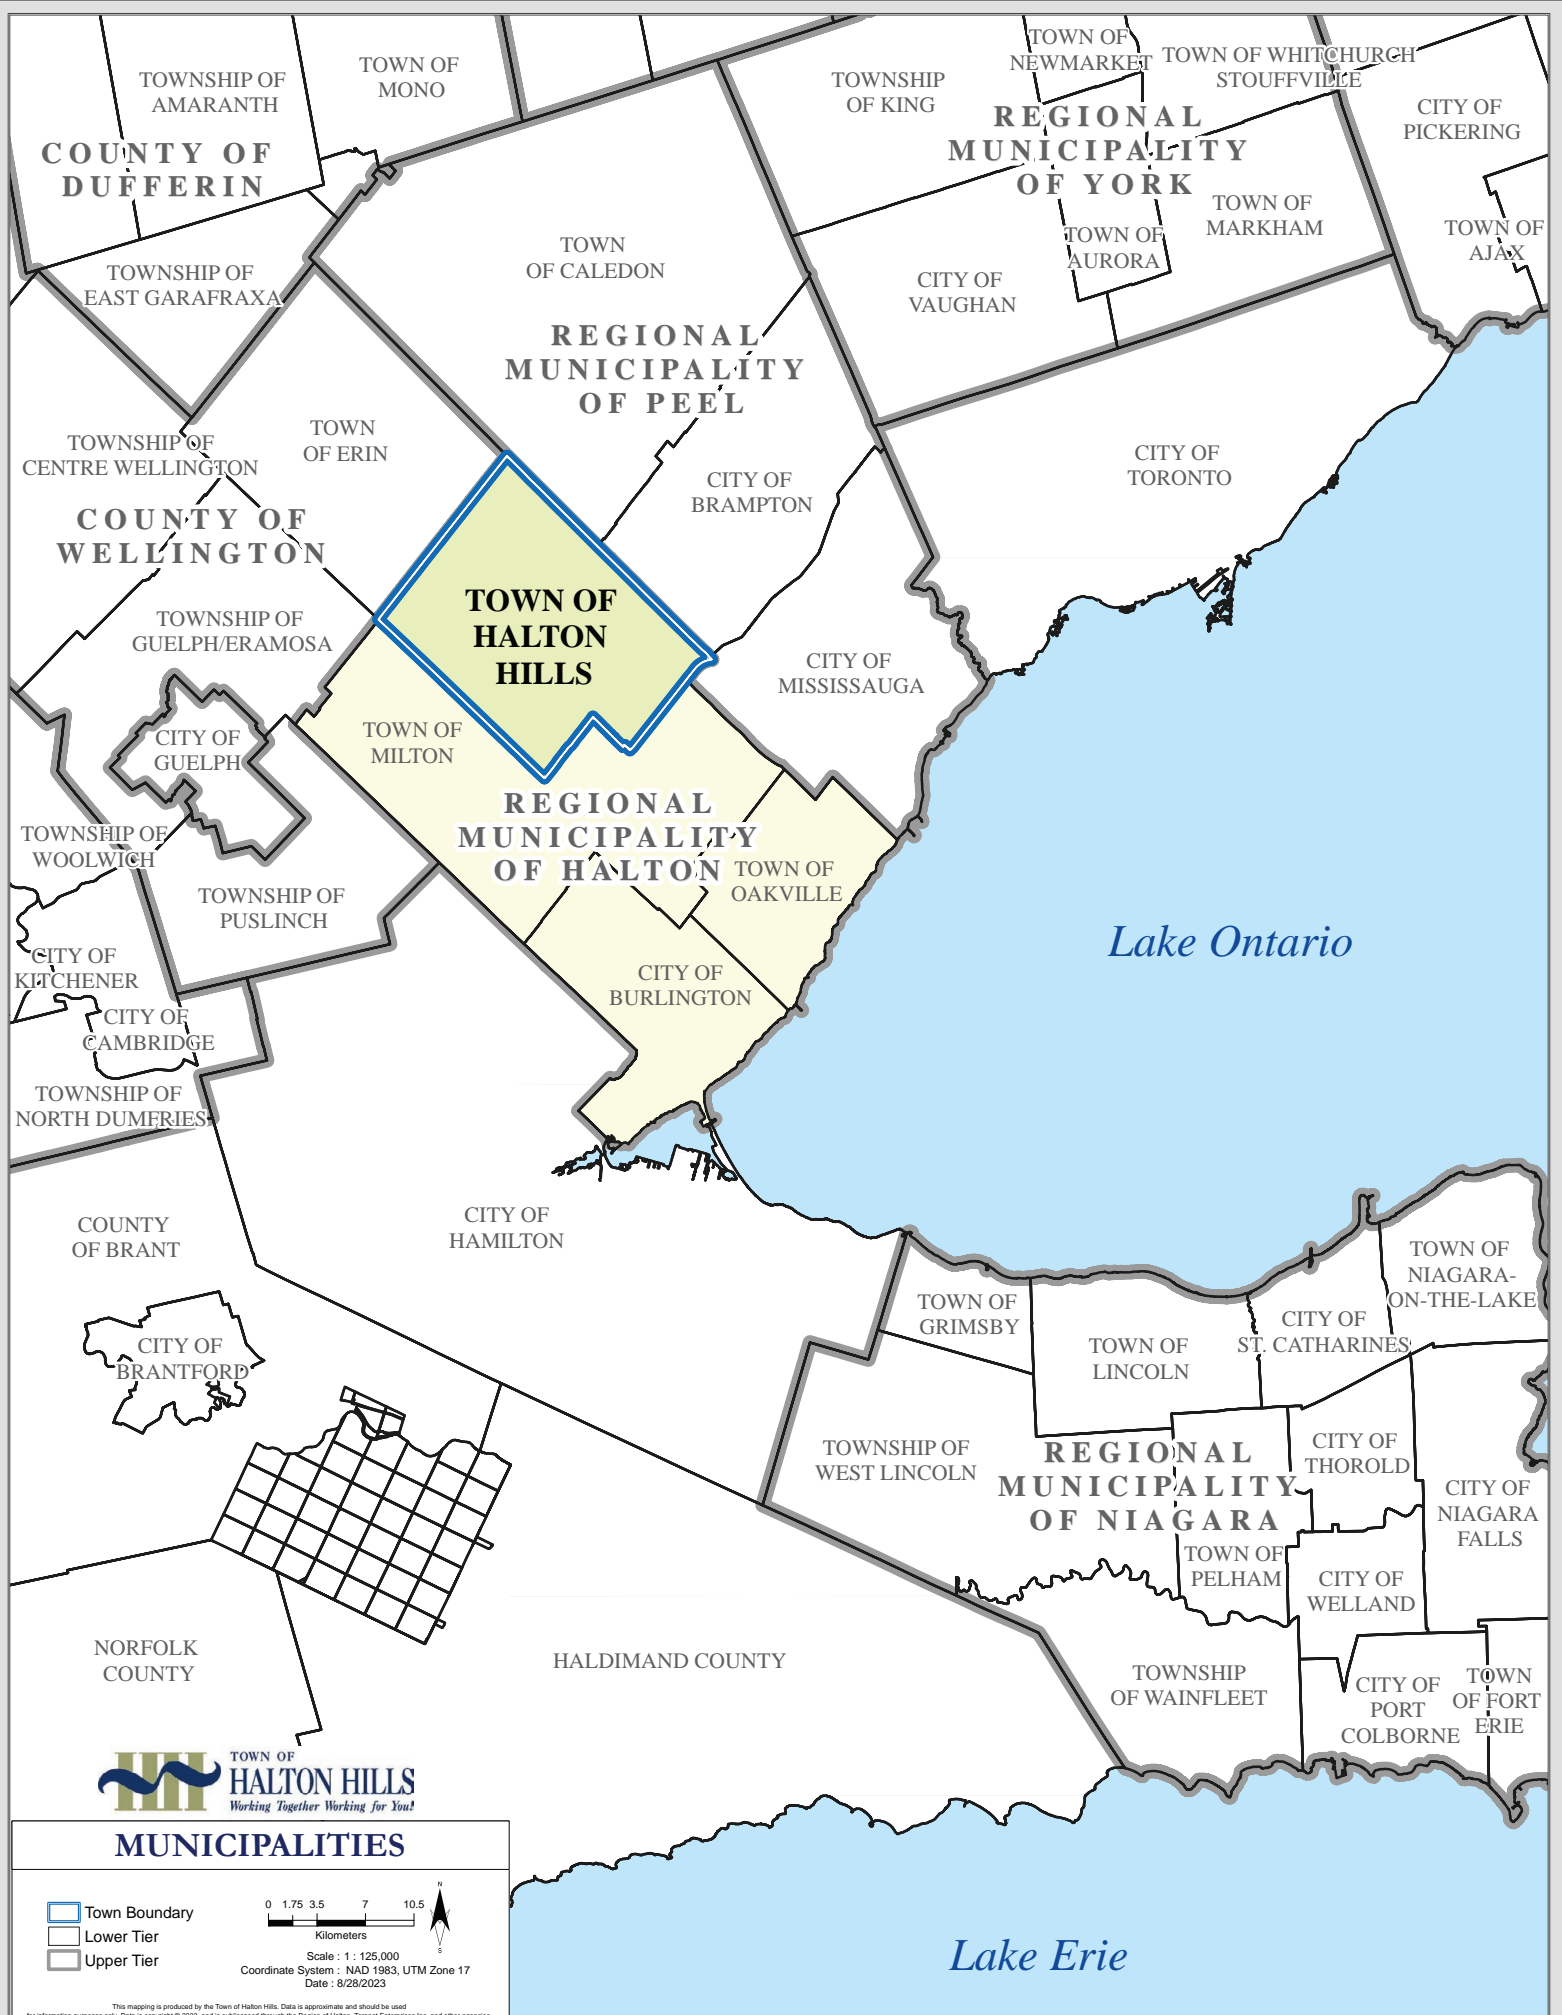 TOWNSHIP OF
AMARANTH
TOWN OF
MONO
TOWNSHIP
OF KING
TOWN OF
NEWMARKET
TOWN OF WHITCHURCH
STOUFFVILLE
CITY OF
PICKERING
COUNTY OF
DUFFERIN
REGIONAL
MUNICIPALITY
OF YORK
TOWN OF
MARKHAM
TOWN OF
AJAX
TOWN OF
AURORA
TOWNSHIP OF
EAST GARAFRAXA
TOWN
OF CALEDON
CITY OF
VAUGHAN
REGIONAL
MUNICIPALITY
OF PEEL
TOWNSHIP OF
CENTRE WELLINGTON
TOWN
OF ERIN
CITY OF
BRAMPTON
CITY OF
TORONTO
COUNTY OF
WELLINGTON
TOWN OF
HALTON
HILLS
TOWNSHIP OF
GUELPH/ERAMOSA
CITY OF
MISSISSAUGA
TOWN OF
MILTON
CITY OF
GUELPH
REGIONAL
MUNICIPALITY
OF HALTON
TOWNSHIP OF
WOOLWICH
TOWN OF
OAKVILLE
TOWNSHIP OF
PUSLINCH
Lake Ontario
CITY OF
KITCHENER
CITY OF
BURLINGTON
CITY OF
CAMBRIDGE
TOWNSHIP OF
NORTH DUMFRIES
COUNTY
OF BRANT
CITY OF
HAMILTON
TOWN OF
NIAGARA-
ON-THE-LAKE
TOWN OF
GRIMSBY
CITY OF
ST. CATHARINES
TOWN OF
LINCOLN
CITY OF
BRANTFORD
TOWNSHIP OF
WEST LINCOLN
REGIONAL
MUNICIPALITY
OF NIAGARA
CITY OF
THOROLD
CITY OF
NIAGARA
FALLS
TOWN OF
PELHAM
CITY OF
WELLAND
NORFOLK
COUNTY
HALDIMAND COUNTY
TOWNSHIP
OF WAINFLEET
CITY OF
PORT
COLBORNE
TOWN
OF FORT
ERIE
TOWN OF
HALTON HILLS
Working Together Working for You!
MUNICIPALITIES
Town Boundary
Lower Tier
Upper Tier
0 1.75 3.5 7 10.5
Kilometers
N
S
Scale : 1 : 125,000
Coordinate System : NAD 1983, UTM Zone 17
Date : 8/28/2023
Lake Erie
This mapping is produced by the Town of Halton Hills. Data is approximate and should be used